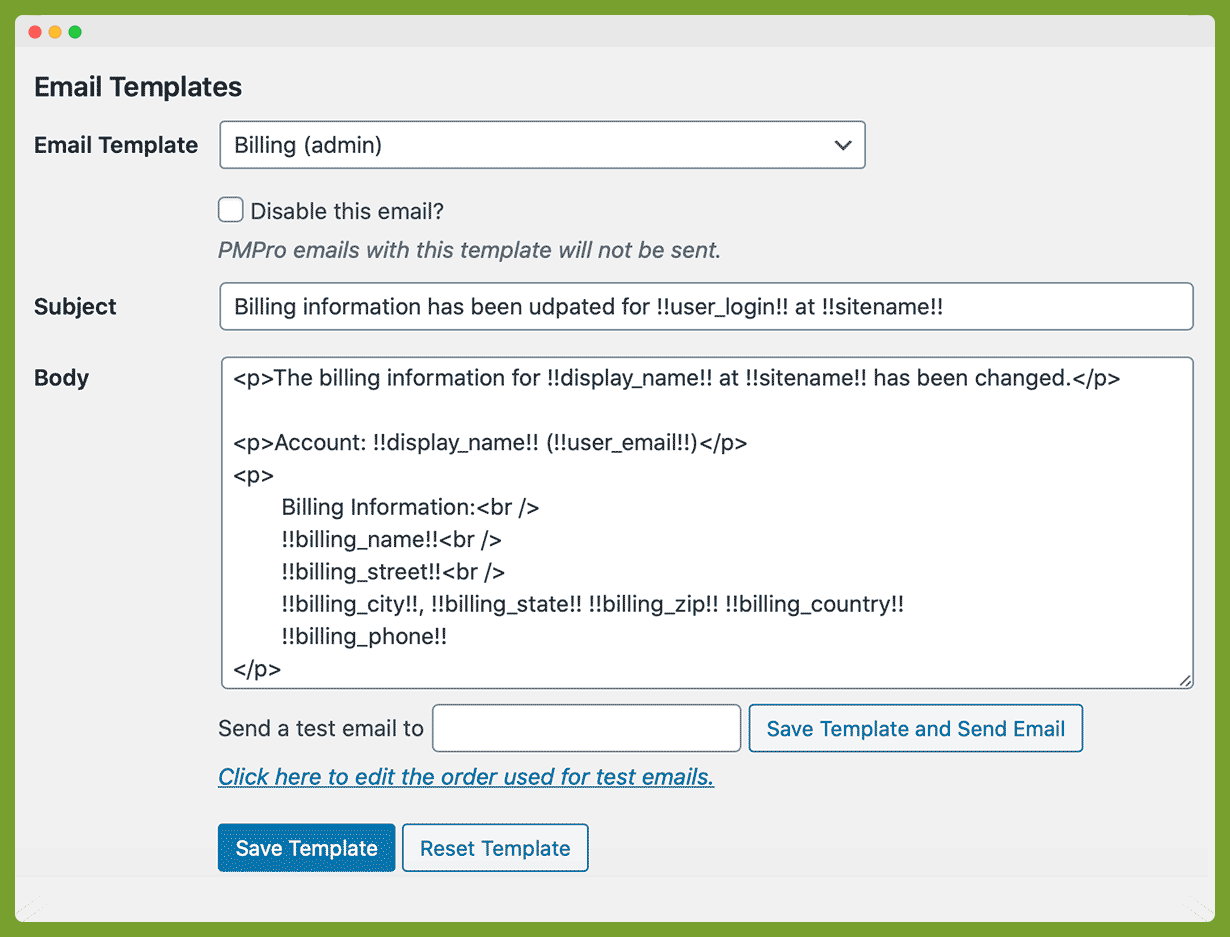 Email Templates
Email Template
Billing (admin)
Disable this email?
PMPro emails with this template will not be sent.
Subject
Billing information has been udpated for !!user_login!! at !!sitename!!
Body
<p>The billing information for !!display_name!! at !!sitename!! has been changed.</p>
<p>Account: !!display_name!! (!!user_email!!)</p>
<p>
Billing Information:<br />
!!billing_name!!<br />
!!billing_street!!<br />
!!billing_city!!, !!billing_state!! !!billing_zip!! !!billing_country!!
!!billing_phone!!
</p>
Send a test email to
Save Template and Send Email
Click here to edit the order used for test emails.
Save Template
Reset Template